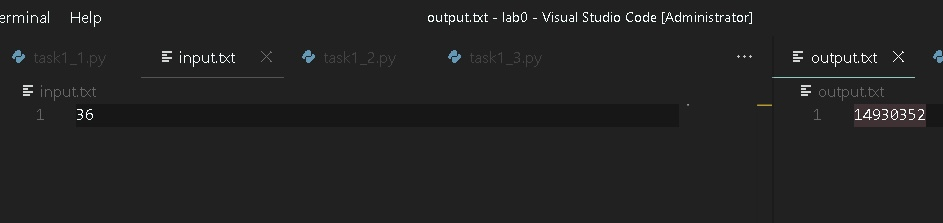 erminal Help output.txt - lab0 - Visual Studio Code [Administrator]
task1_1.py input.txt task1_2.py task1_3.py ... output.txt
input.txt output.txt
1 36 1 14930352